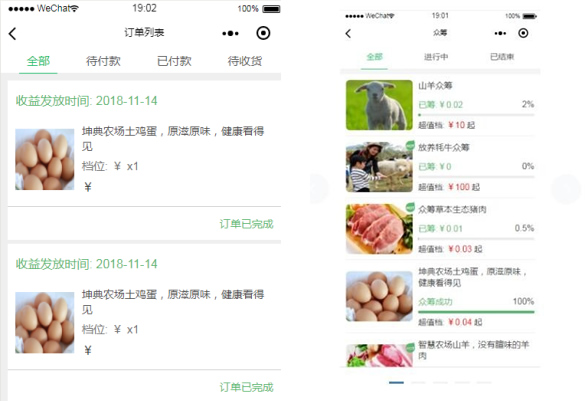 ●●●●● WeChat 19:02 100%
订单列表
全部 待付款 已付款 待收货
收益发放时间: 2018-11-14
坤典农场土鸡蛋，原滋原味，健康看得
见
档位: ￥ x1
￥
订单已完成
收益发放时间: 2018-11-14
坤典农场土鸡蛋，原滋原味，健康看得
见
档位: ￥ x1
￥
订单已完成
●●●●● WeChat 19:01 100%
众筹
全部 进行中 已结束
山羊众筹
已筹 ￥0.02 2%
超值档: ￥10 起
放养牦牛众筹
已筹 ￥0 0%
超值档: ￥100 起
众筹草本生态猪肉
已筹 ￥0.01 0.5%
超值档: ￥0.03 起
坤典农场土鸡蛋，原滋原味，
健康看得见
众筹成功 100%
超值档: ￥0.04 起
智慧农场山羊，没有腥味的羊
肉